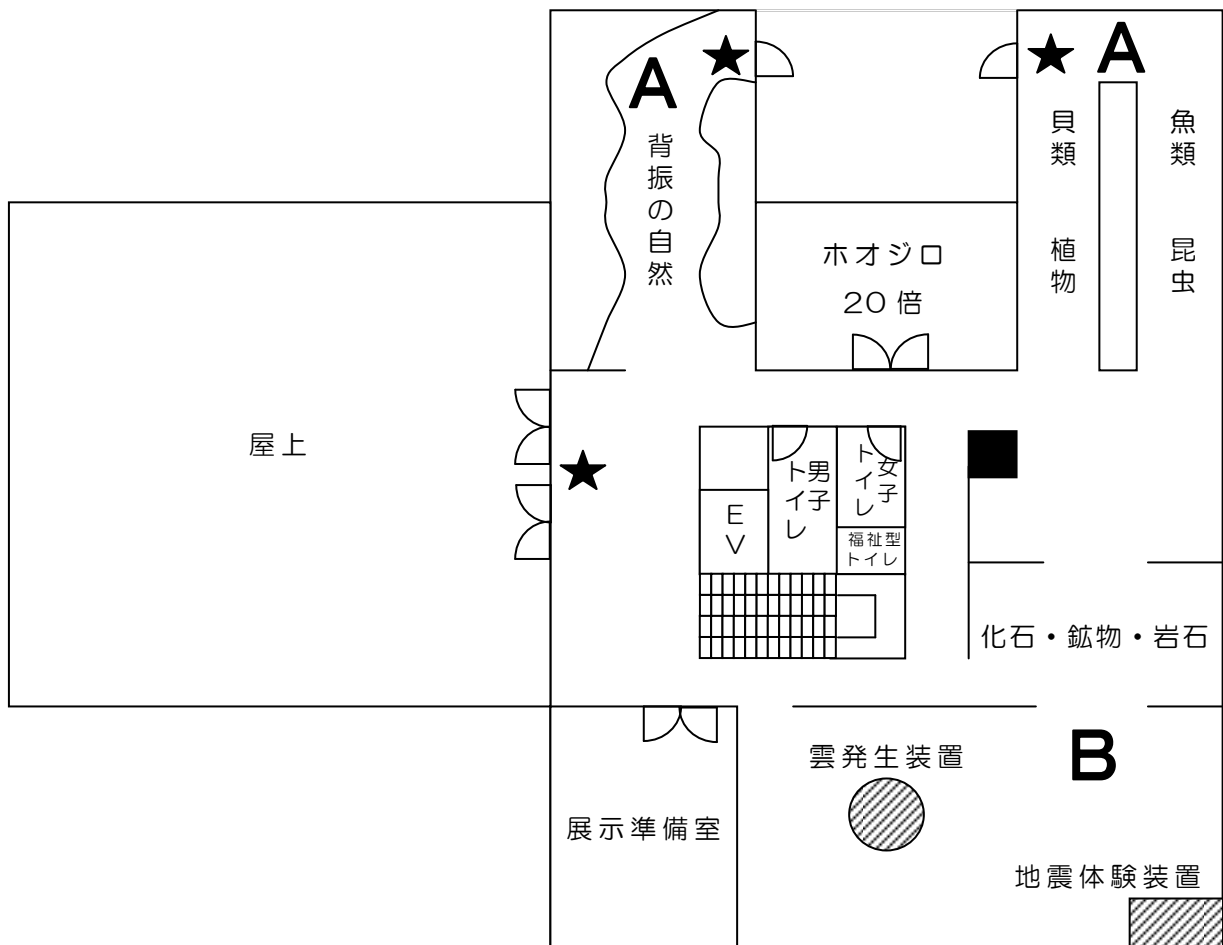 A
A
背振の自然
貝類
植物
魚類
昆虫
ホオジロ
20倍
屋上
EV
男子
トイレ
女子
トイレ
福祉型
トイレ
化石・鉱物・岩石
B
雲発生装置
展示準備室
地震体験装置